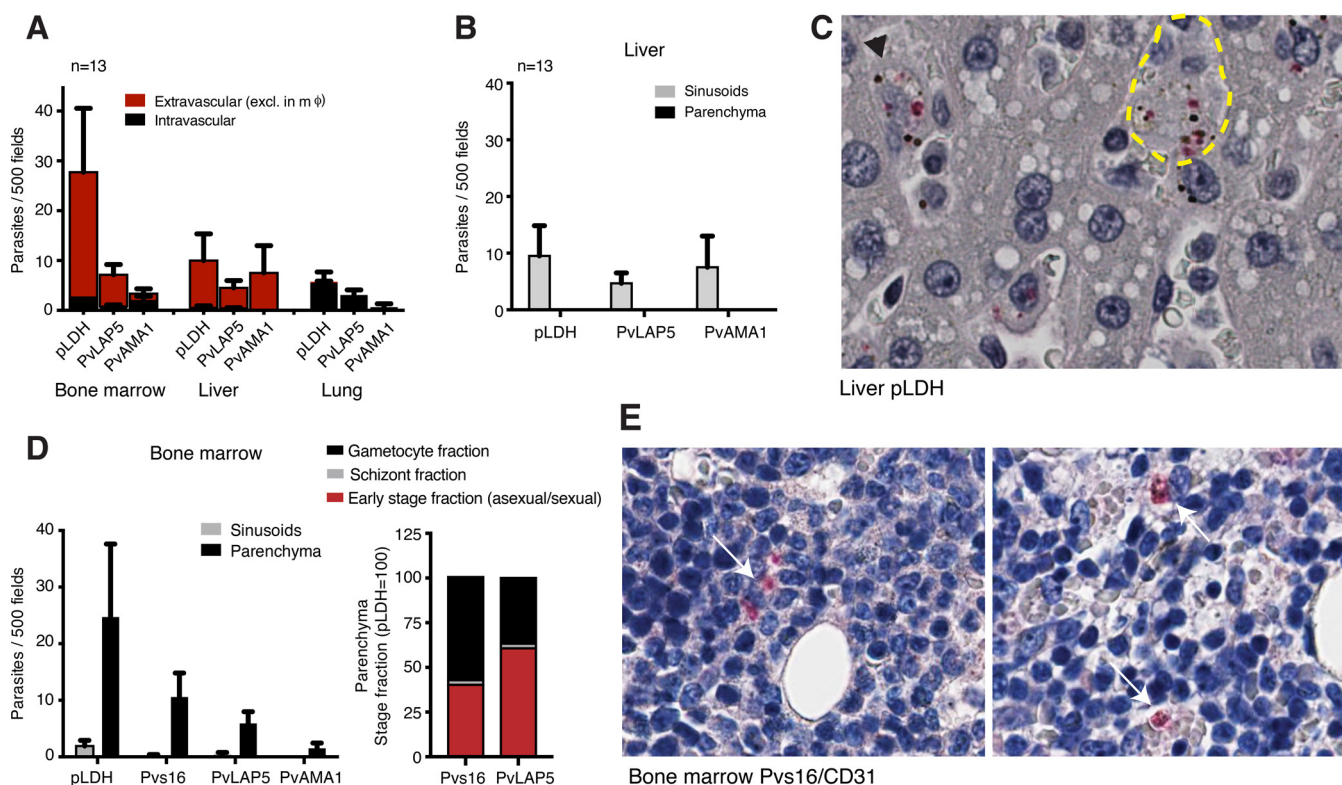 A
n=13
Extravascular (excl. in m ϕ)
Intravascular
Parasites / 500 fields
40
30
20
10
0
pLDH
PvLAP5
PvAMA1
pLDH
PvLAP5
PvAMA1
pLDH
PvLAP5
PvAMA1
Bone marrow
Liver
Lung
B
Liver
n=13
Sinusoids
Parenchyma
Parasites / 500 fields
40
30
20
10
0
pLDH
PvLAP5
PvAMA1
C
Liver pLDH
D
Bone marrow
Gametocyte fraction
Schizont fraction
Early stage fraction (asexual/sexual)
Sinusoids
Parenchyma
Parasites / 500 fields
40
30
20
10
0
pLDH
Pvs16
PvLAP5
PvAMA1
Parenchyma
Stage fraction (pLDH=100)
125
100
75
50
25
0
Pvs16
PvLAP5
E
Bone marrow Pvs16/CD31